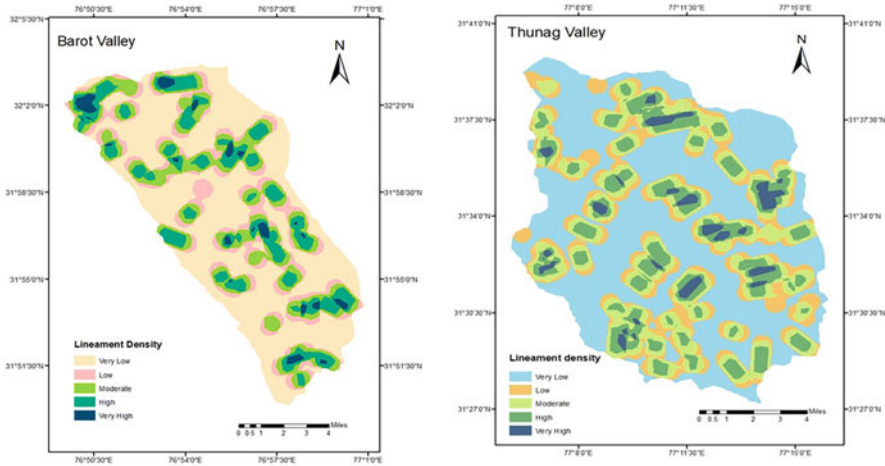 76°50'30"E 76°54'0"E 76°57'30"E 77°1'0"E
32°5'30"N
Barot Valley
N
32°2'0"N 32°2'0"N
31°58'30"N 31°58'30"N
31°55'0"N 31°55'0"N
31°51'30"N 31°51'30"N
Lineament Density
Very Low
Low
Moderate
High
Very High
0 0.5 1 2 3 4 Miles
76°50'30"E 76°54'0"E 76°57'30"E 77°1'0"E
77°8'0"E 77°11'30"E 77°15'0"E
31°41'0"N 31°41'0"N
Thunag Valley
N
31°37'30"N 31°37'30"N
31°34'0"N 31°34'0"N
31°30'30"N 31°30'30"N
31°27'0"N 31°27'0"N
Lineament density
Very Low
Low
Moderate
High
Very High
0 0.5 1 2 3 4 Miles
77°8'0"E 77°11'30"E 77°15'0"E